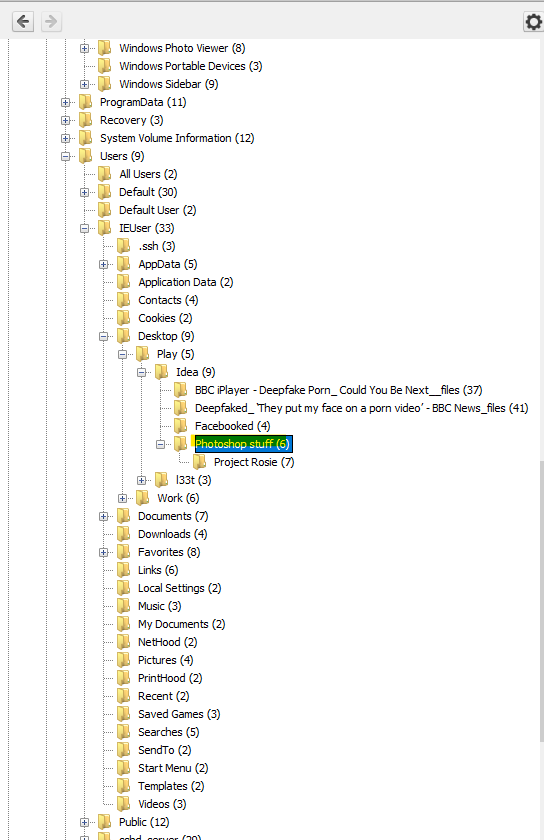 Windows Photo Viewer (8)
Windows Portable Devices (3)
Windows Sidebar (9)
ProgramData (11)
Recovery (3)
System Volume Information (12)
Users (9)
All Users (2)
Default (30)
Default User (2)
IEUser (33)
.ssh (3)
AppData (5)
Application Data (2)
Contacts (4)
Cookies (2)
Desktop (9)
Play (5)
Idea (9)
BBC iPlayer - Deepfake Porn_ Could You Be Next__files (37)
Deepfaked_ ‘They put my face on a porn video’ - BBC News_files (41)
Facebooked (4)
Photoshop stuff (6)
Project Rosie (7)
l33t (3)
Work (6)
Documents (7)
Downloads (4)
Favorites (8)
Links (6)
Local Settings (2)
Music (3)
My Documents (2)
NetHood (2)
Pictures (4)
PrintHood (2)
Recent (2)
Saved Games (3)
Searches (5)
SendTo (2)
Start Menu (2)
Templates (2)
Videos (3)
Public (12)